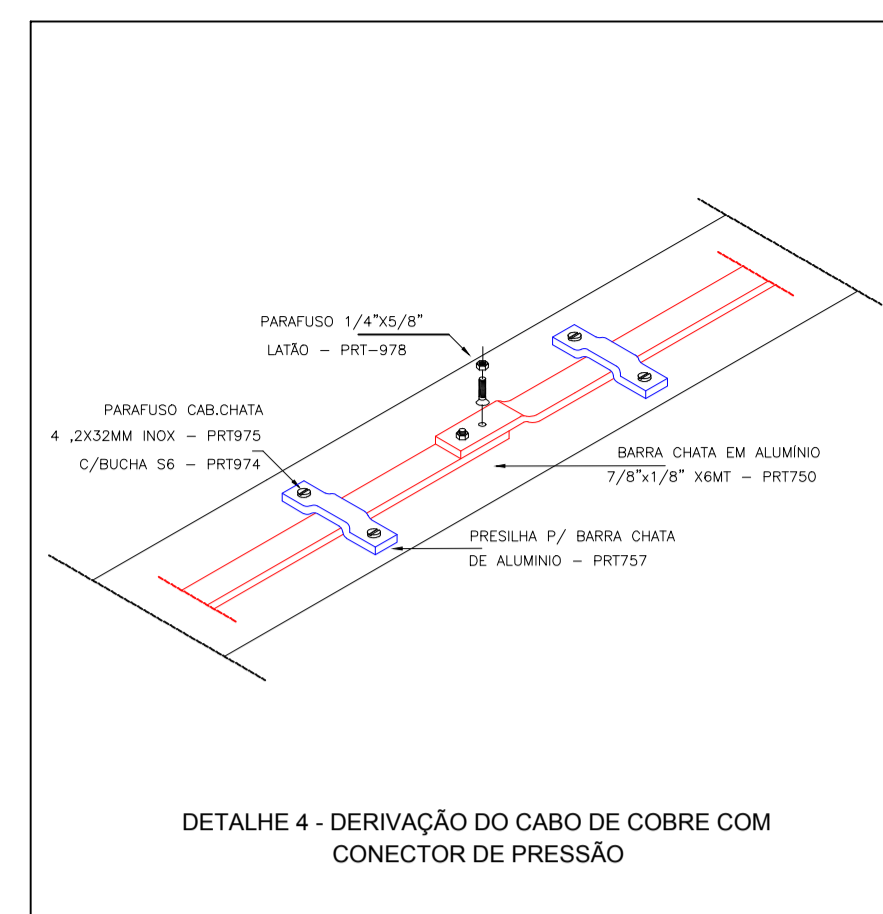 PARAFUSO 1/4"X5/8"
LATÃO – PRT–978
PARAFUSO CAB.CHATA
4 ,2X32MM INOX – PRT975
C/BUCHA S6 – PRT974
BARRA CHATA EM ALUMÍNIO
7/8"x1/8" X6MT – PRT750
PRESILHA P/ BARRA CHATA
DE ALUMINIO – PRT757
DETALHE 4 - DERIVAÇÃO DO CABO DE COBRE COM
CONECTOR DE PRESSÃO